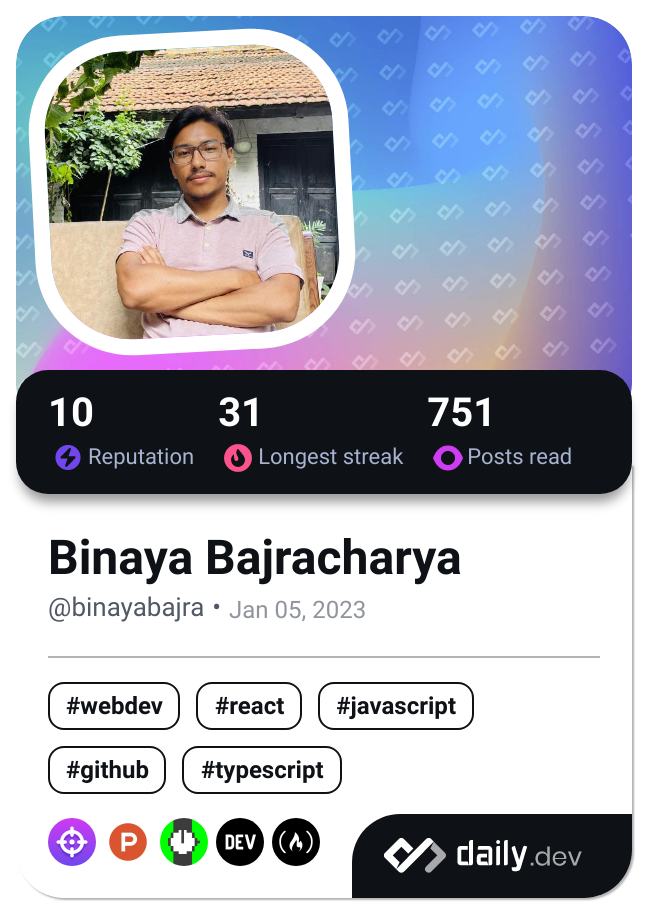 10 31 751
Reputation Longest streak Posts read
Binaya Bajracharya
@binayabajra • Jan 05, 2023
#webdev #react #javascript
#github #typescript
P DEV daily.dev